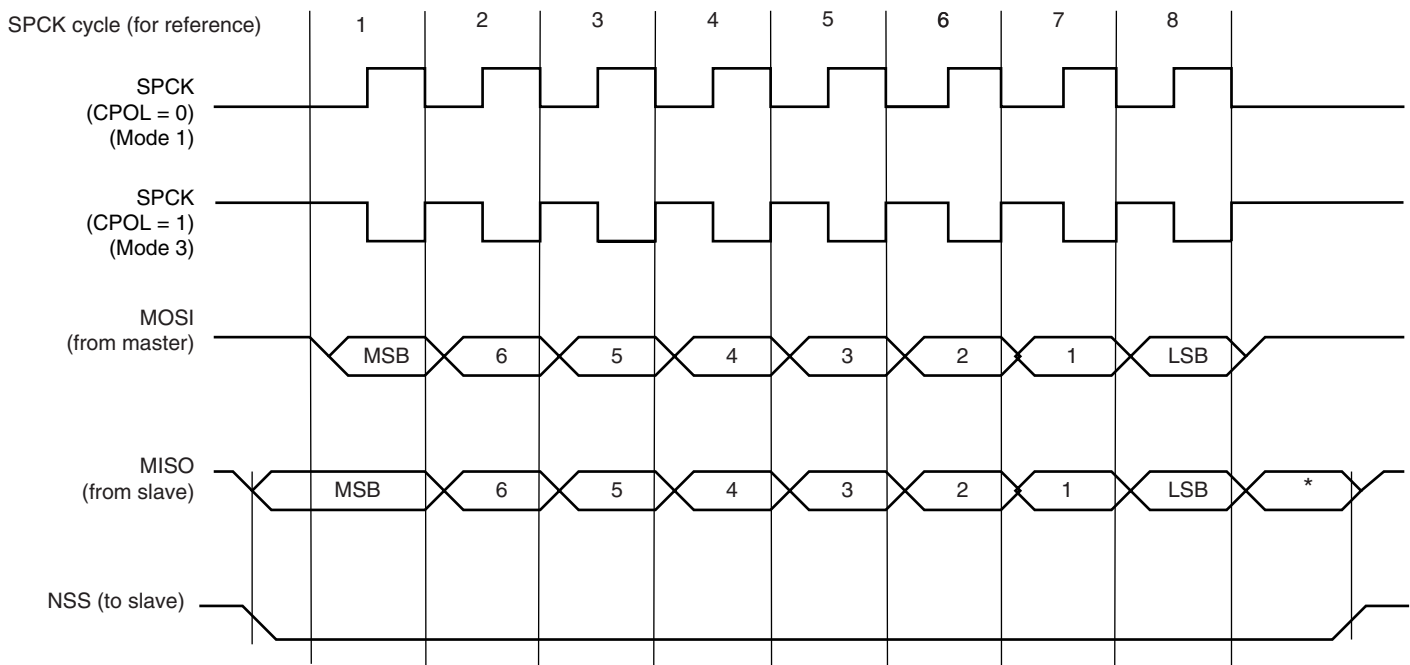 SPCK cycle (for reference) 1 2 3 4 5 6 7 8
SPCK
(CPOL = 0)
(Mode 1)
SPCK
(CPOL = 1)
(Mode 3)
MOSI
(from master)
MSB 6 5 4 3 2 1 LSB
MISO
(from slave)
MSB 6 5 4 3 2 1 LSB *
NSS (to slave)